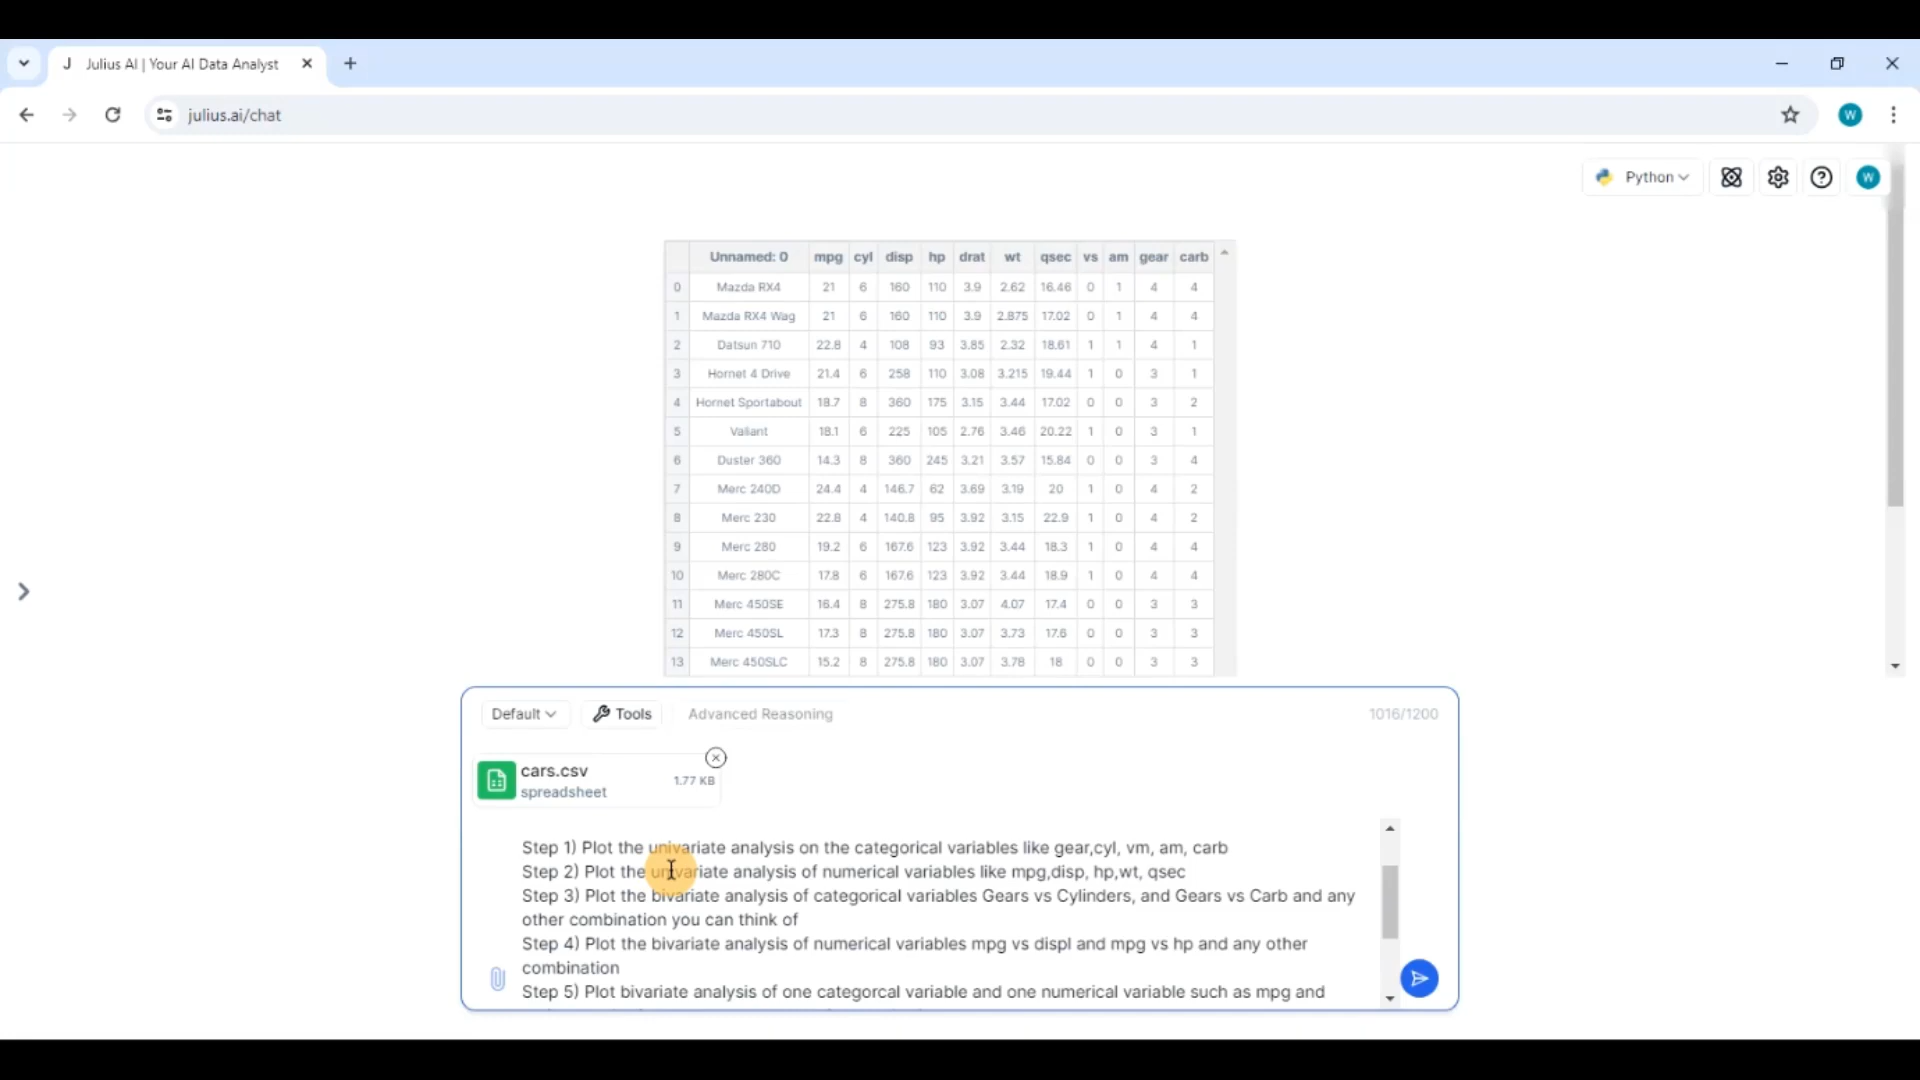 J Julius AI | Your AI Data Analyst
julius.ai/chat
W
Python
W
Unnamed: 0 mpg cyl disp hp drat wt qsec vs am gear carb
0 Mazda RX4 21 6 160 110 3.9 2.62 16.46 0 1 4 4
1 Mazda RX4 Wag 21 6 160 110 3.9 2.875 17.02 0 1 4 4
2 Datsun 710 22.8 4 108 93 3.85 2.32 18.61 1 1 4 1
3 Hornet 4 Drive 21.4 6 258 110 3.08 3.215 19.44 1 0 3 1
4 Hornet Sportabout 18.7 8 360 175 3.15 3.44 17.02 0 0 3 2
5 Valiant 18.1 6 225 105 2.76 3.46 20.22 1 0 3 1
6 Duster 360 14.3 8 360 245 3.21 3.57 15.84 0 0 3 4
7 Merc 240D 24.4 4 146.7 62 3.69 3.19 20 1 0 4 2
8 Merc 230 22.8 4 140.8 95 3.92 3.15 22.9 1 0 4 2
9 Merc 280 19.2 6 167.6 123 3.92 3.44 18.3 1 0 4 4
10 Merc 280C 17.8 6 167.6 123 3.92 3.44 18.9 1 0 4 4
11 Merc 450SE 16.4 8 275.8 180 3.07 4.07 17.4 0 0 3 3
12 Merc 450SL 17.3 8 275.8 180 3.07 3.73 17.6 0 0 3 3
13 Merc 450SLC 15.2 8 275.8 180 3.07 3.78 18 0 0 3 3
Default Tools Advanced Reasoning 1016/1200
cars.csv
spreadsheet
1.77 KB
Step 1) Plot the univariate analysis on the categorical variables like gear,cyl, vm, am, carb
Step 2) Plot the univariate analysis of numerical variables like mpg,disp, hp,wt, qsec
Step 3) Plot the bivariate analysis of categorical variables Gears vs Cylinders, and Gears vs Carb and any
other combination you can think of
Step 4) Plot the bivariate analysis of numerical variables mpg vs displ and mpg vs hp and any other
combination
Step 5) Plot bivariate analysis of one categorcal variable and one numerical variable such as mpg and